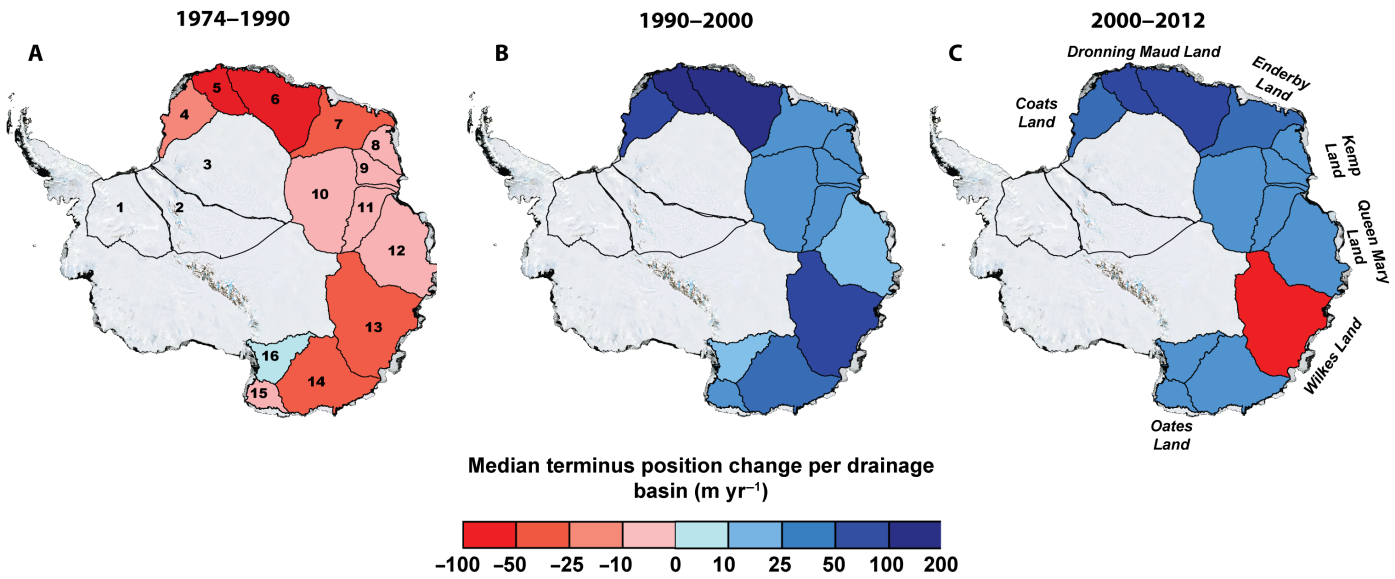 1974–1990
1990–2000
2000–2012
A
B
C
Dronning Maud Land
Enderby
Land
Coats
Land
Kemp
Land
Queen Mary
Land
Wilkes Land
Oates
Land
5
6
4
7
8
3
9
10
11
1
2
12
13
16
14
15
Median terminus position change per drainage
basin (m yr–1)
–100 –50 –25 –10 0 10 25 50 100 200